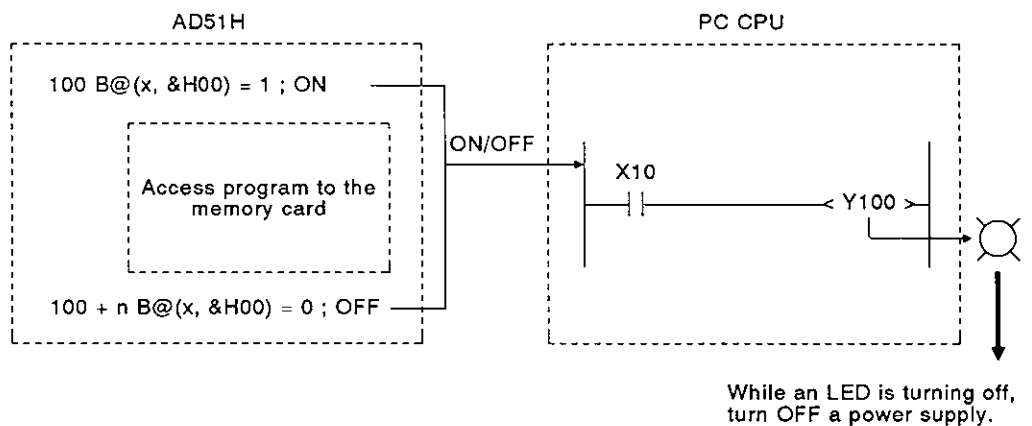 AD51H
PC CPU
100 B@(x, &H00) = 1 ; ON
ON/OFF
Access program to the
memory card
X10
< Y100 >
100 + n B@(x, &H00) = 0 ; OFF
While an LED is turning off,
turn OFF a power supply.